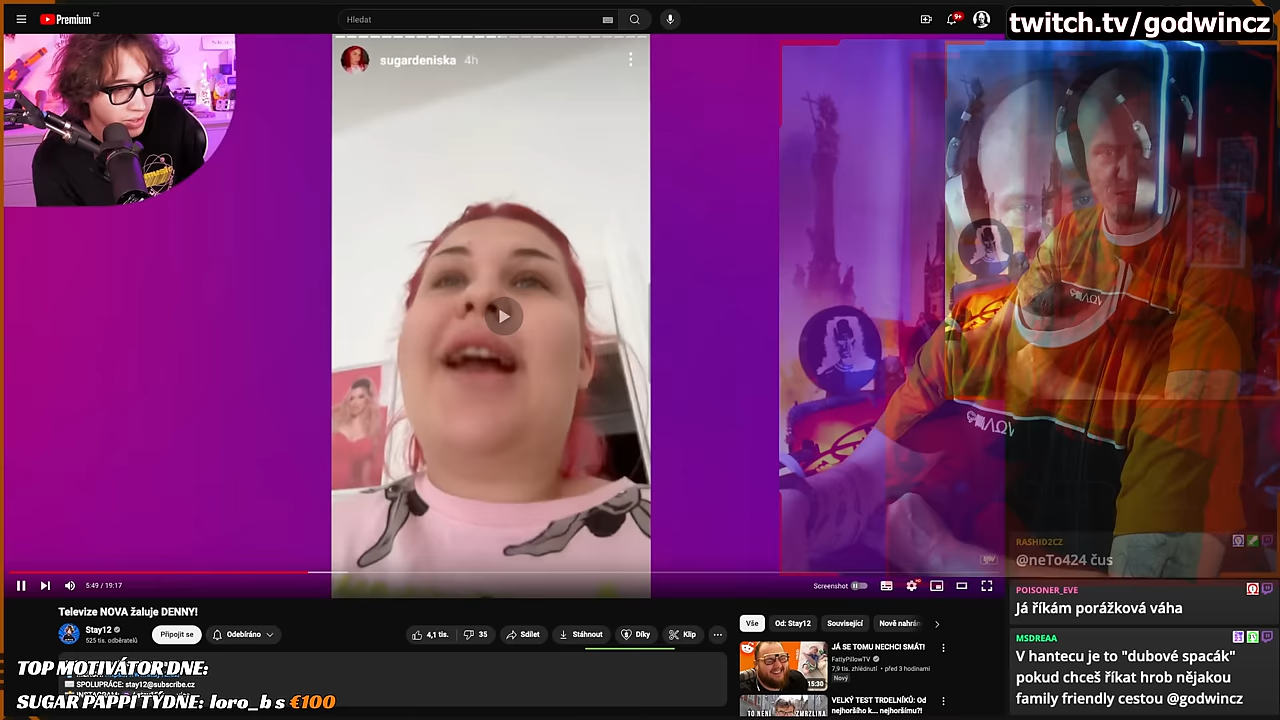 Premium CZ
Hledat
9+
twitch.tv/godwincz
sugardeniska 4h
RASHID2CZ
@neTo424 čus
5:49 / 19:17
Screenshot
POISONER_EVE
Já říkám porážková váha
Televize NOVA žaluje DENNY!
Stay12
525 tis. odběratelů
Připojit se
Odebíráno
4,1 tis.
35
Sdílet
Stáhnout
Díky
Klip
Vše
Od: Stay12
Související
Nově nahrán
MSDREAA
V hantecu je to "dubové spacák"
pokud chceš říkat hrob nějakou
family friendly cestou @godwincz
JÁ SE TOMU NECHCI SMÁT!
FattyPillowTV
7,9 tis. zhlédnutí • před 3 hodinami
Nový
15:30
TOP MOTIVÁTOR DNE:
SPOLUPRÁCE: stay12@subscribe.cz
SUGAR DAY PI TÝDNE: loro_b s €100
VELKÝ TEST TRDELNÍKŮ: Od
nejhoršího k... nejhoršímu?!